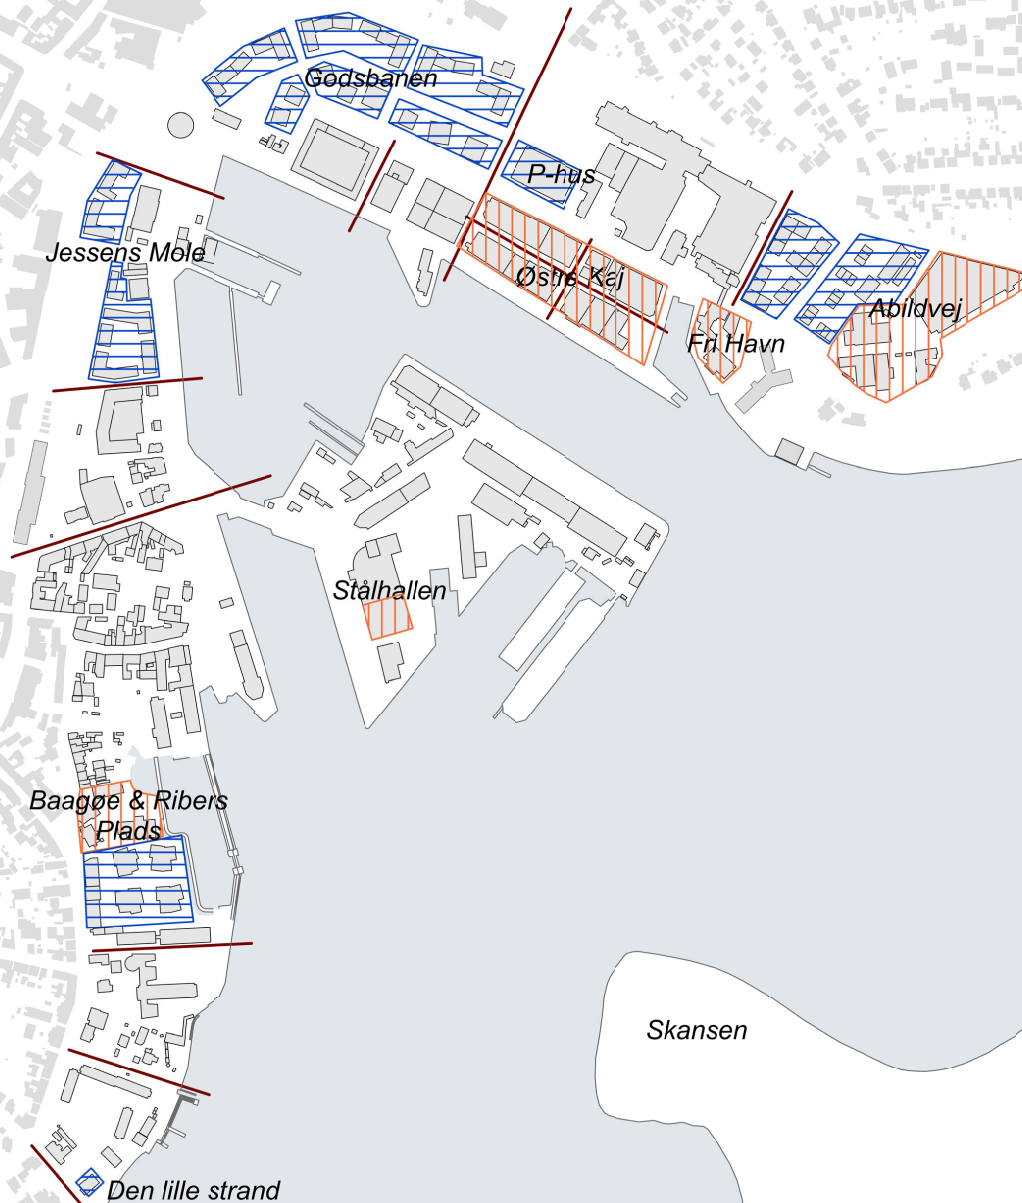 Godsbanen
P-hus
Jessens Mole
Østre Kaj
Abildvej
Fri Havn
Stålhallen
Baagøe & Ribers
Plads
Skansen
Den lille strand